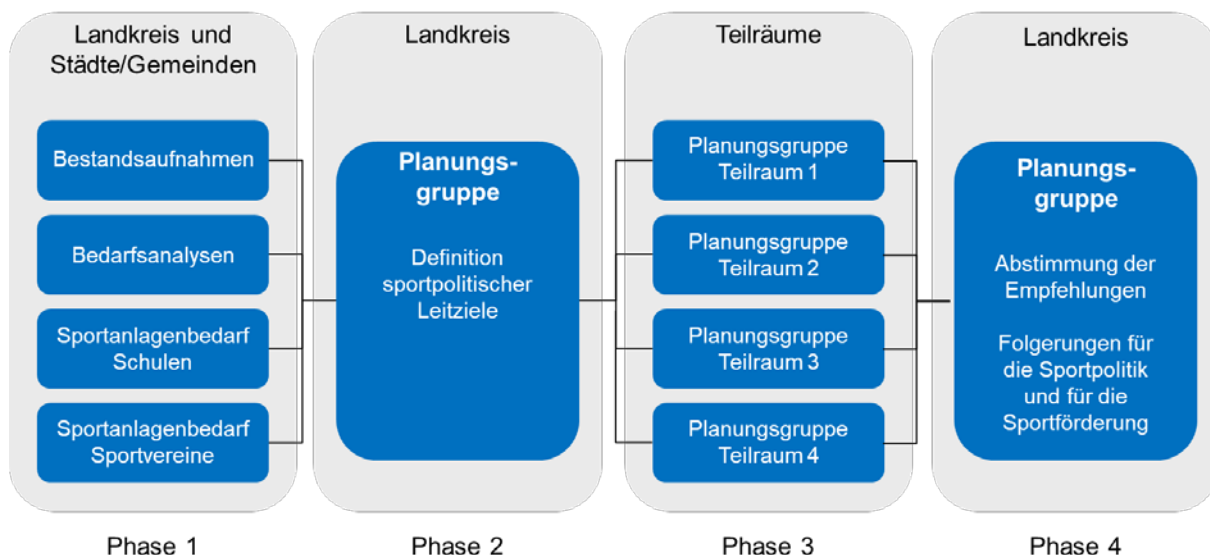 Landkreis und
Städte/Gemeinden
Bestandsaufnahmen
Bedarfsanalysen
Sportanlagenbedarf
Schulen
Sportanlagenbedarf
Sportvereine
Phase 1
Landkreis
Planungs-
gruppe
Definition
sportpolitischer
Leitziele
Phase 2
Teilräume
Planungsgruppe
Teilraum 1
Planungsgruppe
Teilraum 2
Planungsgruppe
Teilraum 3
Planungsgruppe
Teilraum 4
Phase 3
Landkreis
Planungs-
gruppe
Abstimmung der
Empfehlungen
Folgerungen für
die Sportpolitik
und für die
Sportförderung
Phase 4